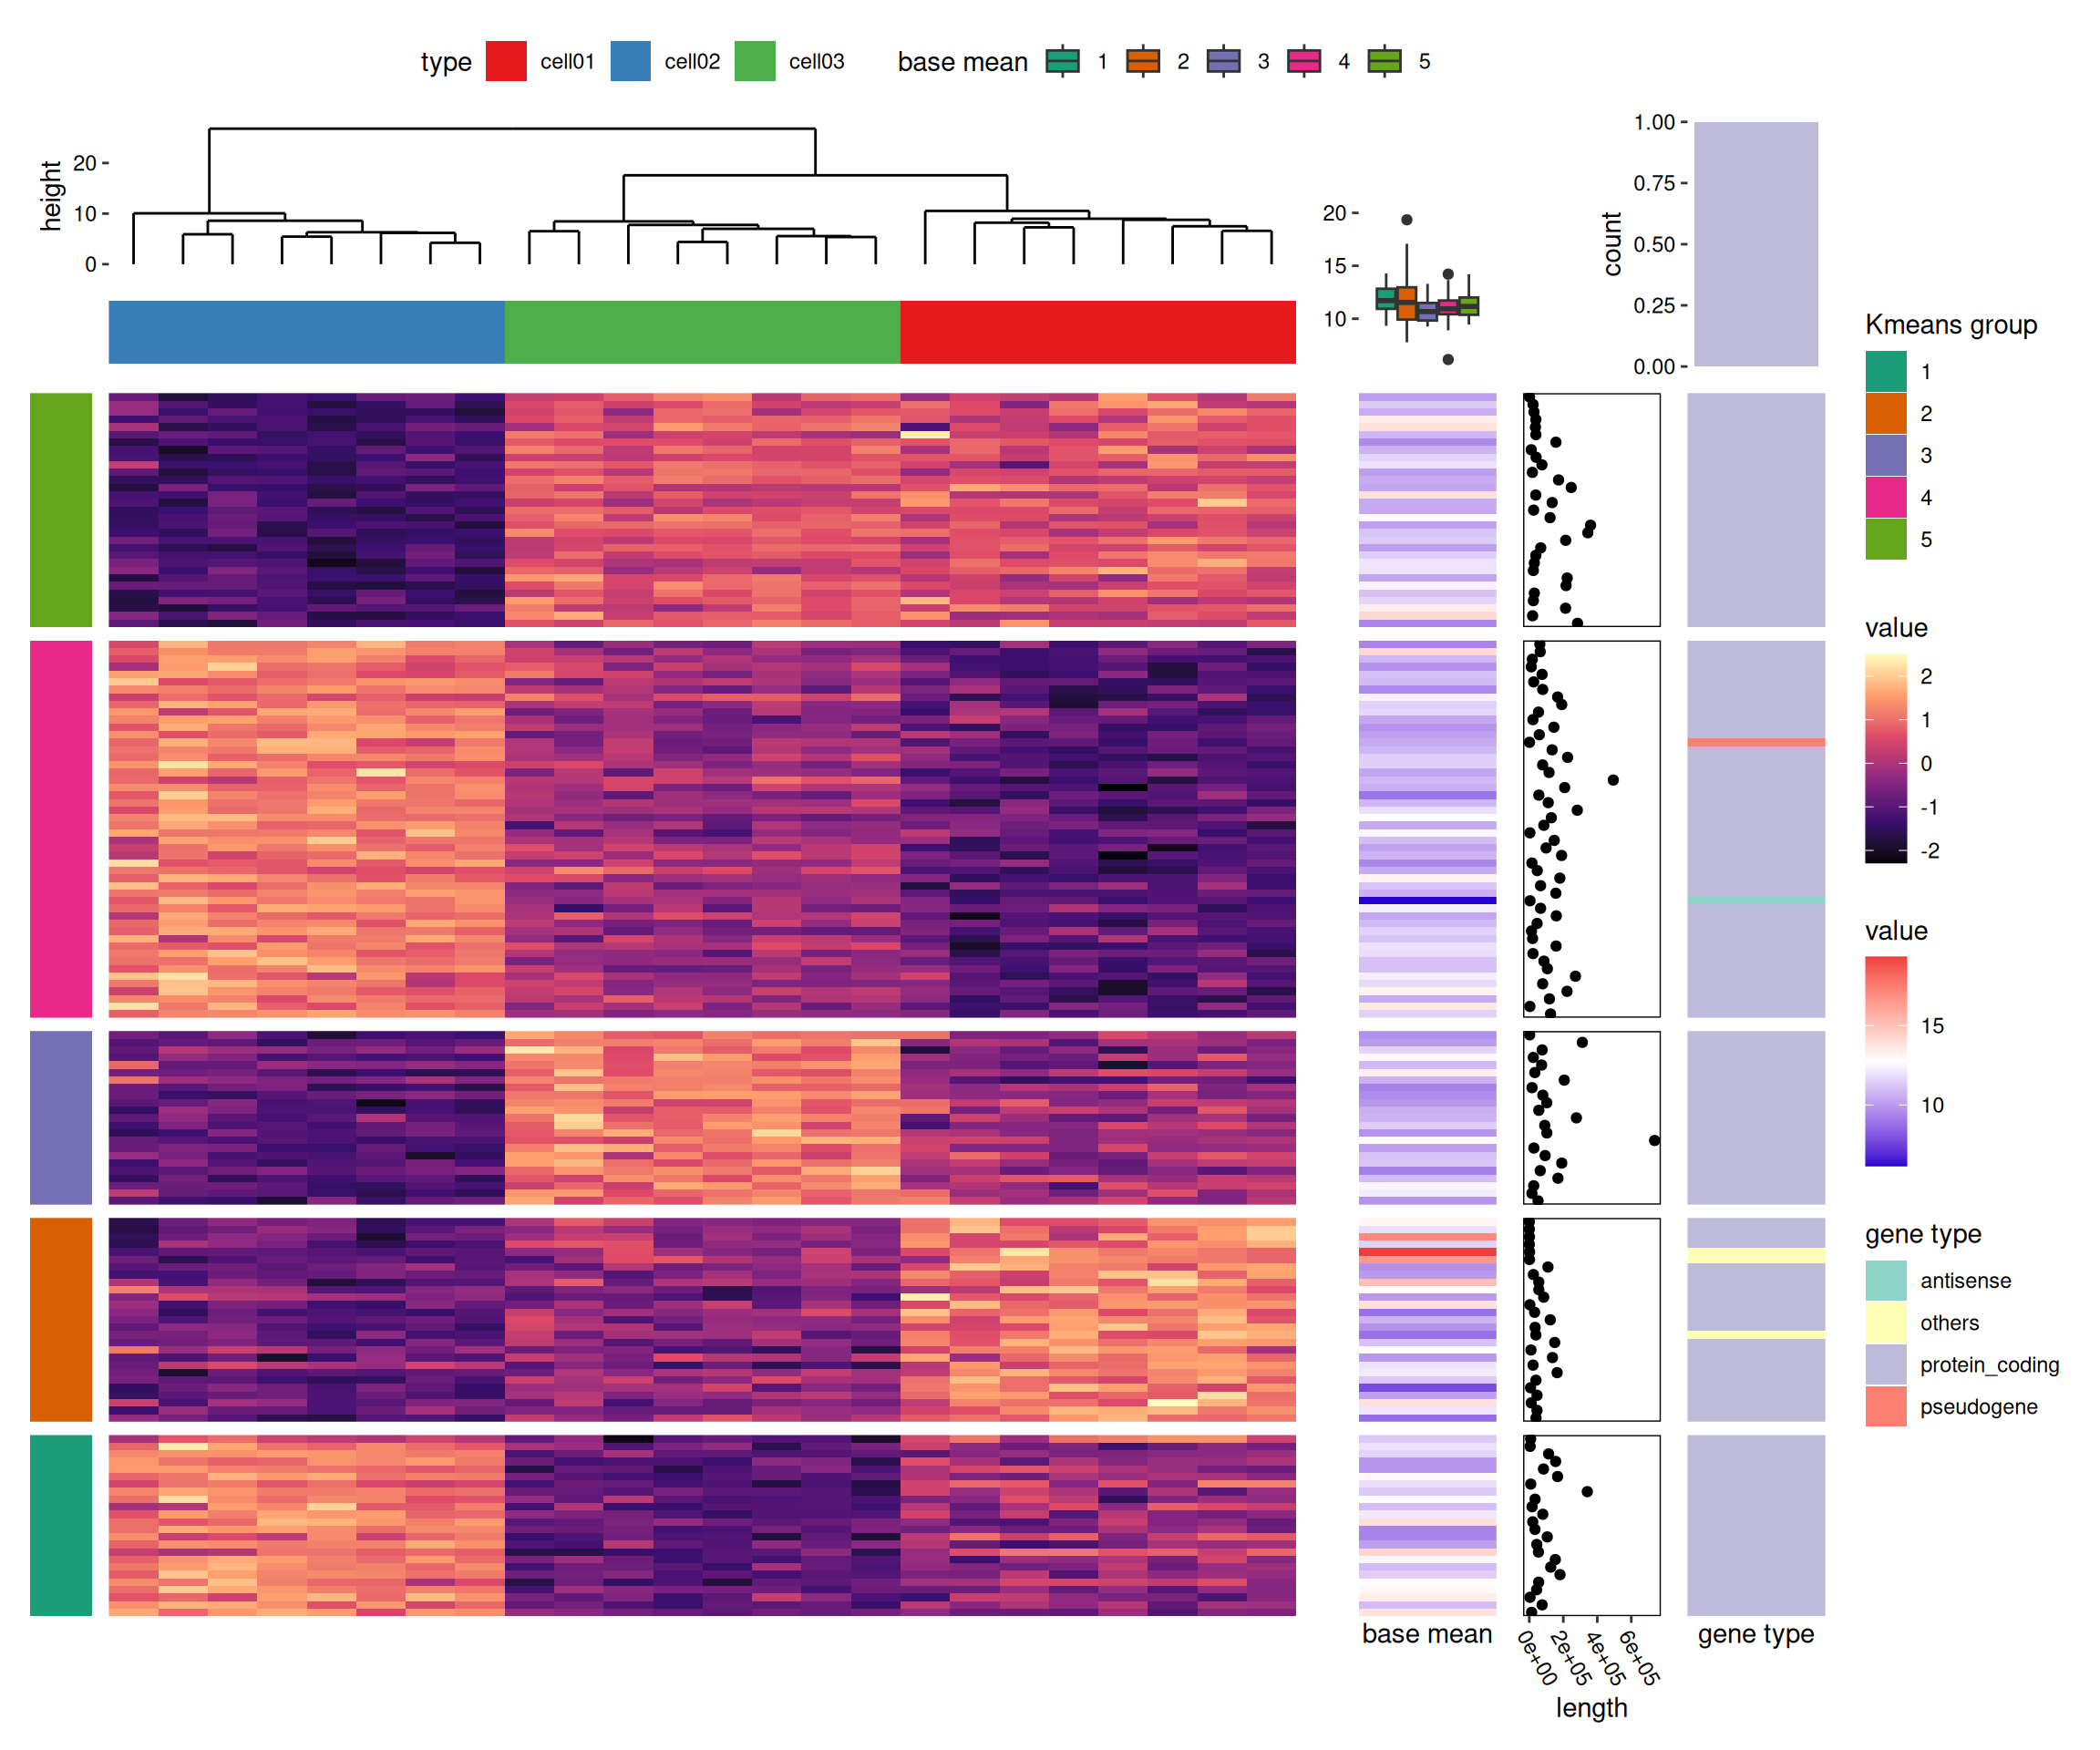 type cell01 cell02 cell03 base mean 1 2 3 4 5
height
20
10
0
20
15
10
count
1.00
0.75
0.50
0.25
0.00
Kmeans group
1
2
3
4
5
value
2
1
0
-1
-2
value
15
10
gene type
antisense
others
protein_coding
pseudogene
base mean
0e+00
2e+05
4e+05
6e+05
length
gene type